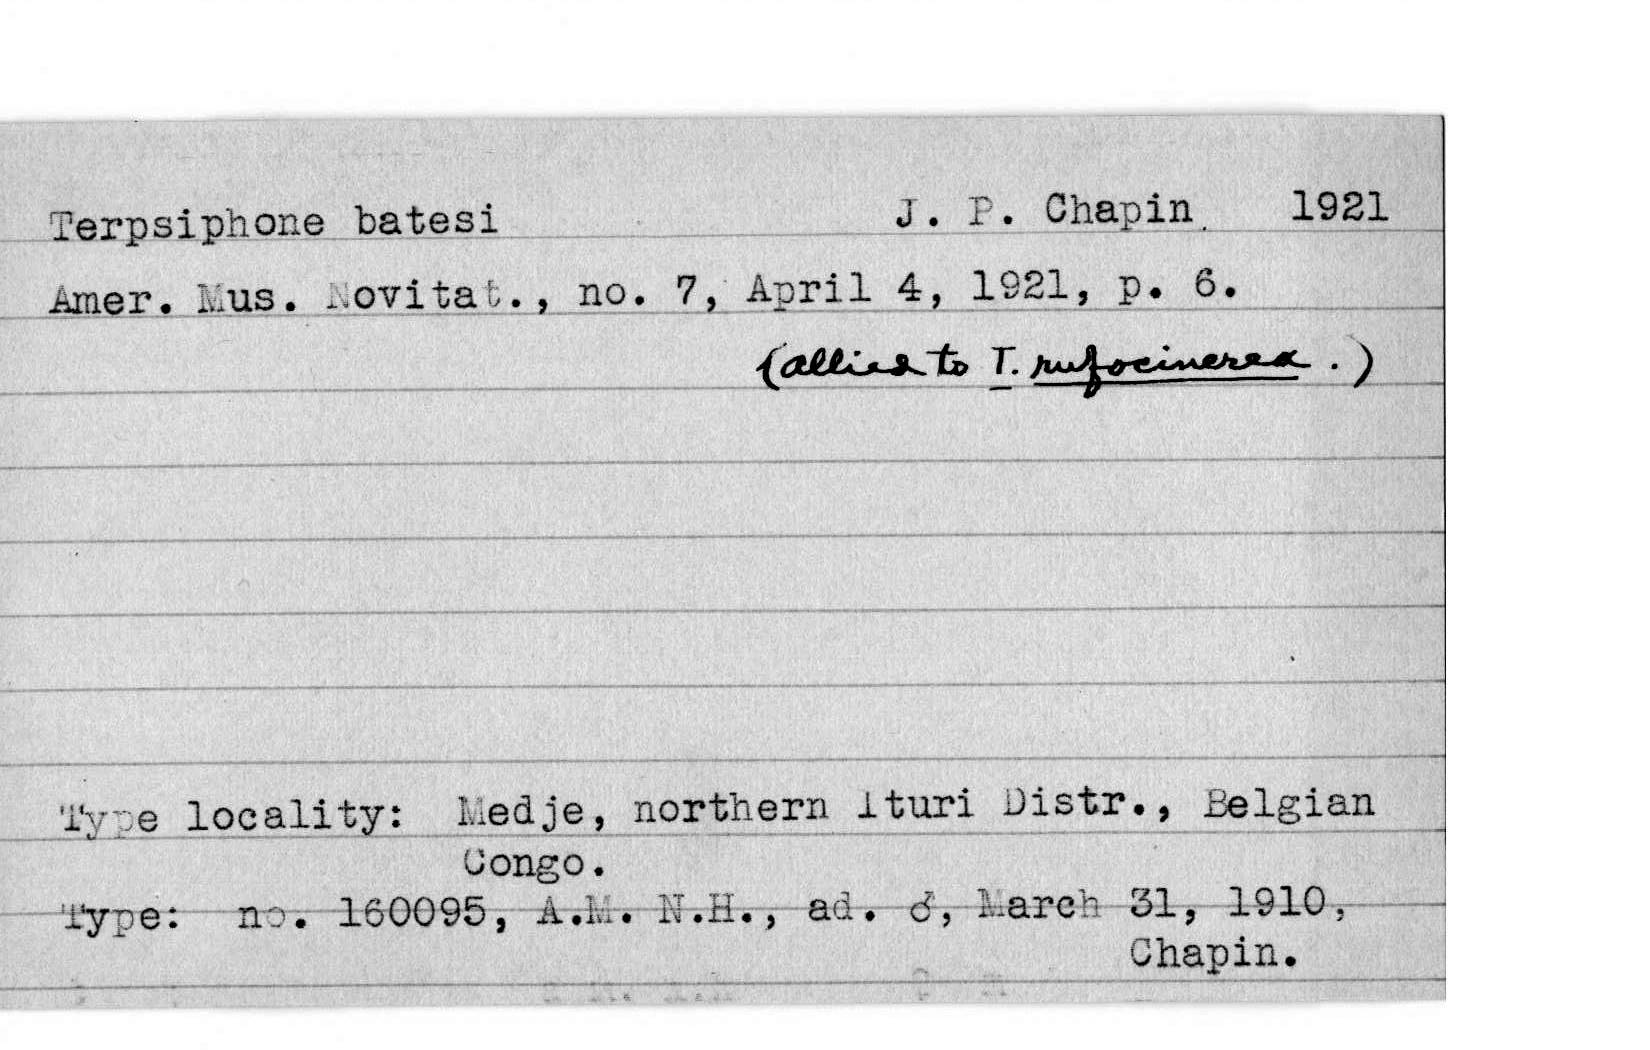 Terpsiphone batesi J. P. Chapin. 1921
Amer. Mus. Novitat., no. 7, April 4, 1921, p. 6.
(allied to T. rufocinerea.)
Type locality: Medje, northern Ituri Distr., Belgian
Congo.
Type: no. 160095, A.M. N.H., ad. ♂, March 31, 1910,
Chapin.